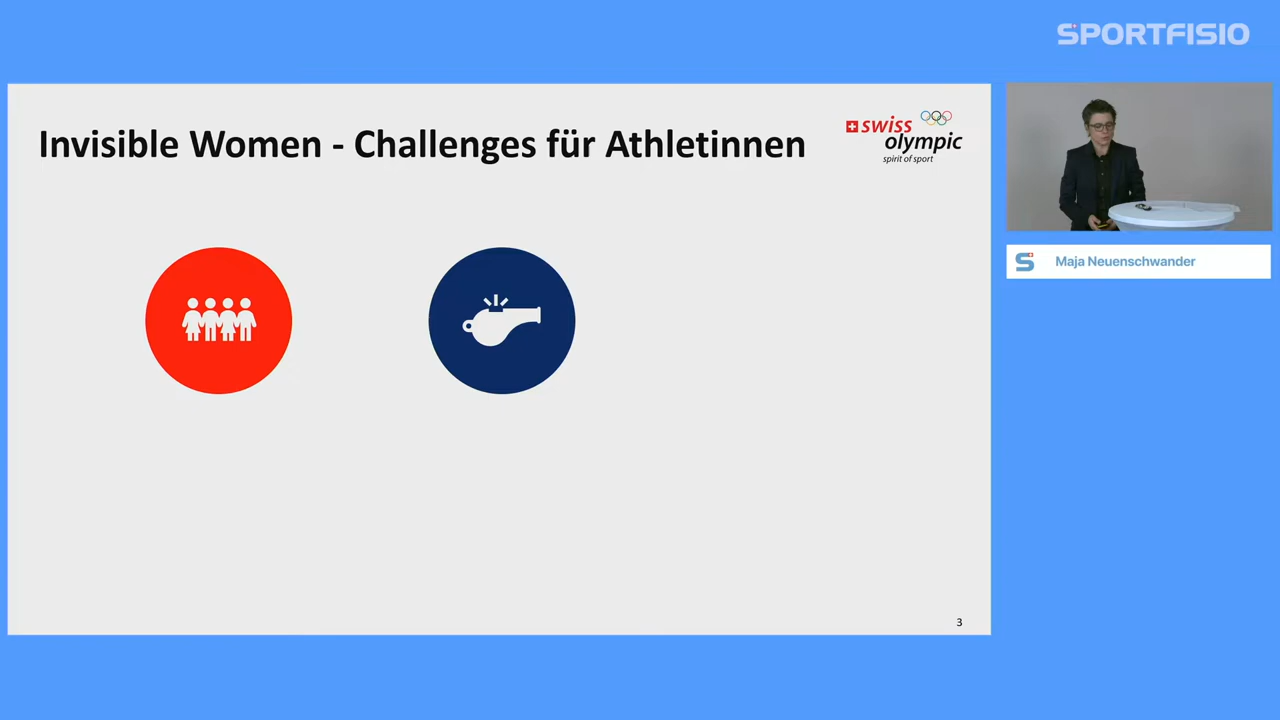 SPORTFISIO
Invisible Women - Challenges für Athletinnen
swiss
olympic
spirit of sport
S Maja Neuenschwander
3